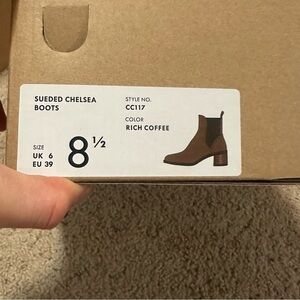 SUEDED CHELSEA
BOOTS
STYLE NO.
CC117
COLOR
RICH COFFEE
SIZE
UK 6
EU 39
8 ½